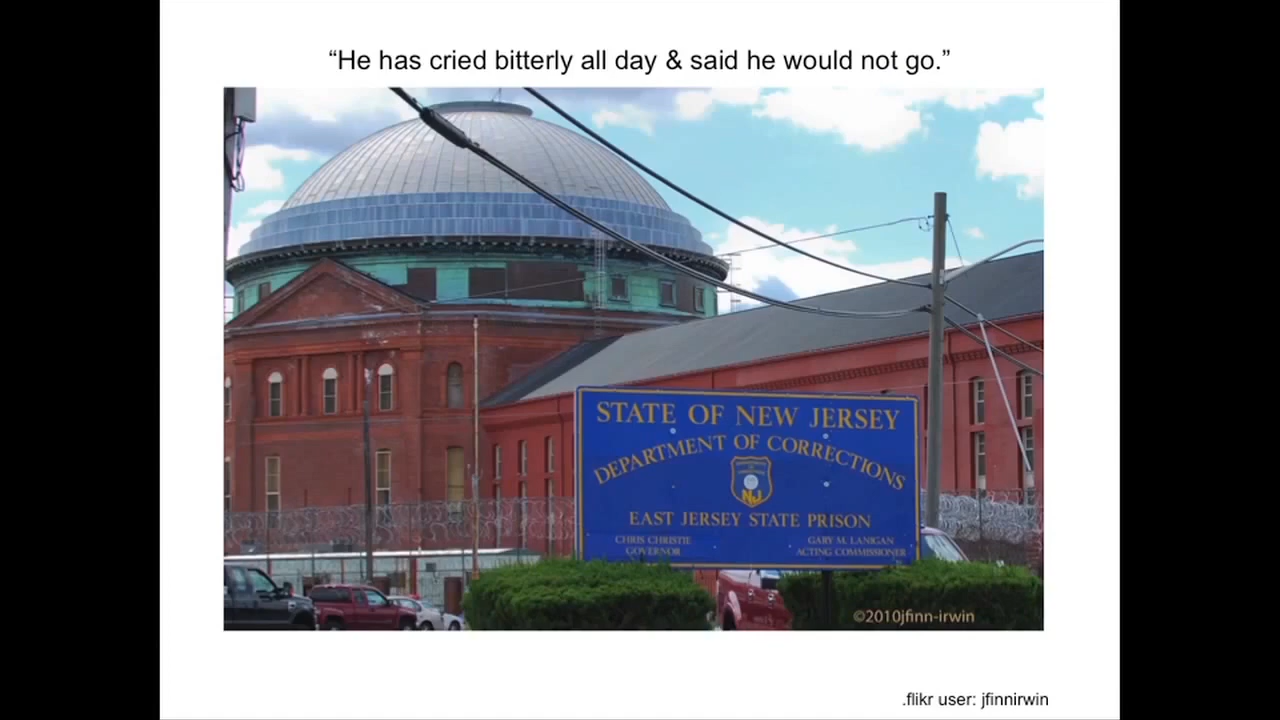 “He has cried bitterly all day & said he would not go.”
STATE OF NEW JERSEY
DEPARTMENT OF CORRECTIONS
NJ
EAST JERSEY STATE PRISON
CHRIS CHRISTIE
GOVERNOR
GARY M. LANIGAN
ACTING COMMISSIONER
©2010jfinn-irwin
.flikr user: jfinnirwin